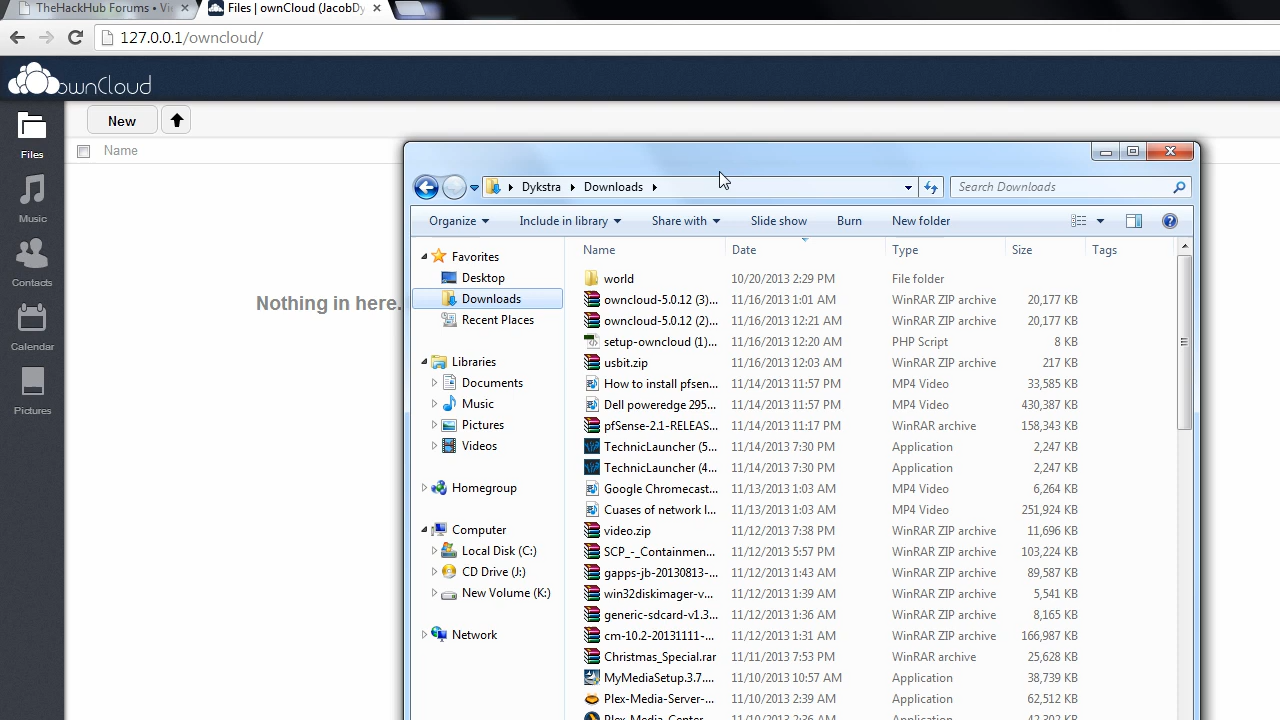 TheHackHub Forums • Vi
Files | ownCloud (JacobDy
127.0.0.1/owncloud/
ownCloud
New
Files
Name
Music
Contacts
Calendar
Pictures
Nothing in here.
Dykstra Downloads
Search Downloads
Organize Include in library Share with Slide show Burn New folder
Favorites
Desktop
Downloads
Recent Places
Libraries
Documents
Music
Pictures
Videos
Homegroup
Computer
Local Disk (C:)
CD Drive (J:)
New Volume (K:)
Network
Name Date Type Size Tags
world 10/20/2013 2:29 PM File folder
owncloud-5.0.12 (3)... 11/16/2013 1:01 AM WinRAR ZIP archive 20,177 KB
owncloud-5.0.12 (2)... 11/16/2013 12:21 AM WinRAR ZIP archive 20,177 KB
setup-owncloud (1)... 11/16/2013 12:20 AM PHP Script 8 KB
usbit.zip 11/16/2013 12:03 AM WinRAR ZIP archive 217 KB
How to install pfsen... 11/14/2013 11:57 PM MP4 Video 33,585 KB
Dell poweredge 295... 11/14/2013 11:57 PM MP4 Video 430,387 KB
pfSense-2.1-RELEAS... 11/14/2013 11:17 PM WinRAR archive 158,343 KB
TechnicLauncher (5... 11/14/2013 7:30 PM Application 2,247 KB
TechnicLauncher (4... 11/14/2013 7:30 PM Application 2,247 KB
Google Chromecast... 11/13/2013 1:03 AM MP4 Video 6,264 KB
Cuases of network l... 11/13/2013 1:03 AM MP4 Video 251,924 KB
video.zip 11/12/2013 7:38 PM WinRAR ZIP archive 11,696 KB
SCP_-_Containmen... 11/12/2013 5:57 PM WinRAR ZIP archive 103,224 KB
gapps-jb-20130813-... 11/12/2013 1:43 AM WinRAR ZIP archive 89,587 KB
win32diskimager-v... 11/12/2013 1:39 AM WinRAR ZIP archive 5,541 KB
generic-sdcard-v1.3... 11/12/2013 1:36 AM WinRAR ZIP archive 8,165 KB
cm-10.2-20131111-... 11/12/2013 1:31 AM WinRAR ZIP archive 166,987 KB
Christmas_Special.rar 11/11/2013 7:53 PM WinRAR archive 25,628 KB
MyMediaSetup.3.7.... 11/10/2013 10:57 AM Application 38,739 KB
Plex-Media-Server-... 11/10/2013 2:39 AM Application 62,512 KB
Plex-Media_Center 11/10/2013 2:36 AM Application 42,302 KB